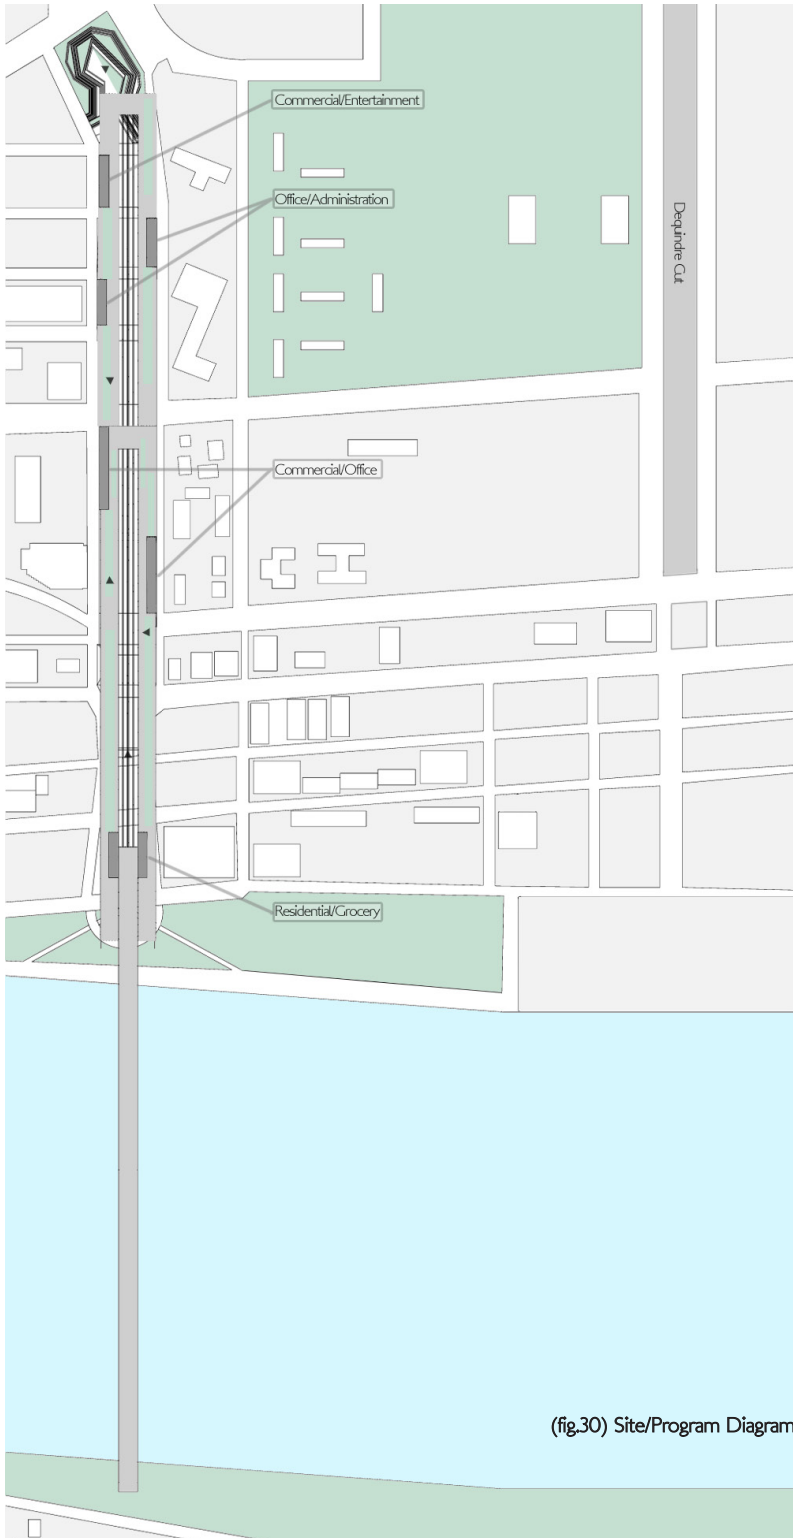 Commercial/Entertainment
Office/Administration
Dequindre Cut
Commercial/Office
Residential/Grocery
(fig.30) Site/Program Diagram